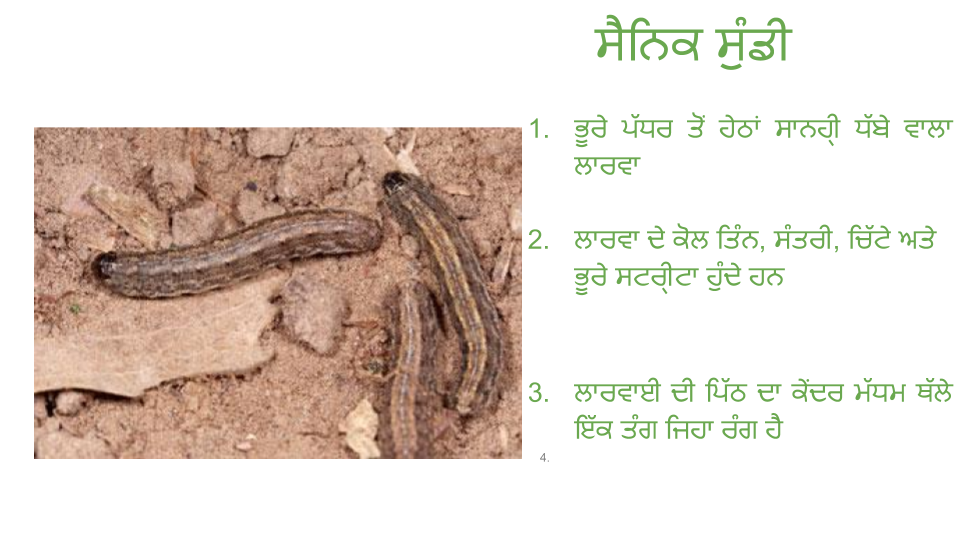 ਸੈਨਿਕ ਸੁੰਡੀ
1. ਭੂਰੇ ਪੱਧਰ ਤੋਂ ਹੇਠਾਂ ਸਾਨਹੀ੍ ਧੱਬੇ ਵਾਲਾ
ਲਾਰਵਾ
2. ਲਾਰਵਾ ਦੇ ਕੋਲ ਤਿੰਨ, ਸੰਤਰੀ, ਚਿੱਟੇ ਅਤੇ
ਭੂਰੇ ਸਟਰੀ੍ਟਾ ਹੁੰਦੇ ਹਨ
3. ਲਾਰਵਾਈ ਦੀ ਪਿੱਠ ਦਾ ਕੇਂਦਰ ਮੱਧਮ ਥੱਲੇ
ਇੱਕ ਤੰਗ ਜਿਹਾ ਰੰਗ ਹੈ
4.